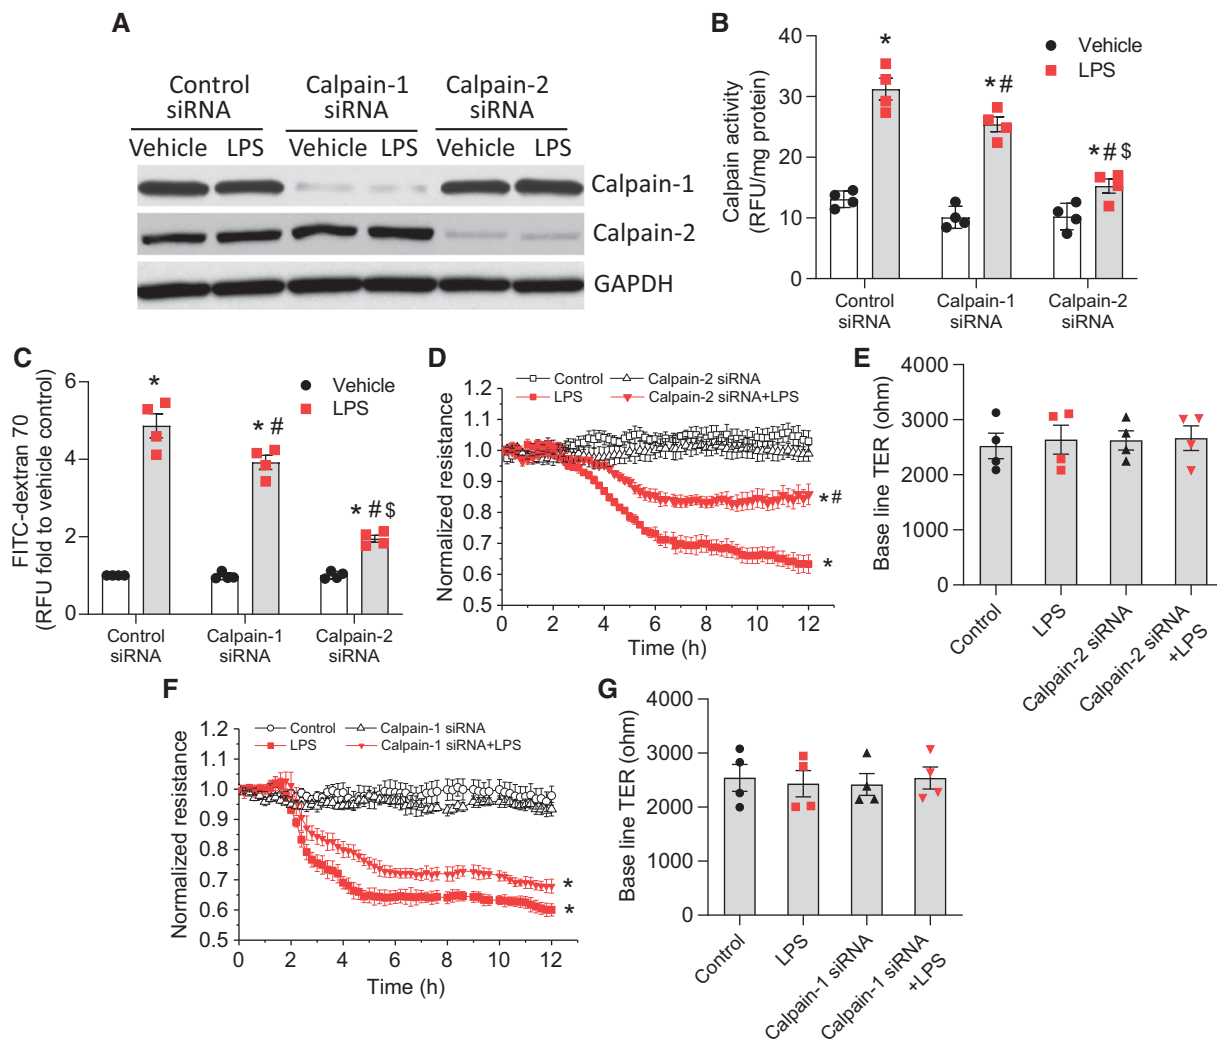 A
Control
siRNA
Calpain-1
siRNA
Calpain-2
siRNA
Vehicle LPS Vehicle LPS Vehicle LPS
Calpain-1
Calpain-2
GAPDH
B
Calpain activity
(RFU/mg protein)
40
30
20
10
0
Vehicle
LPS
*
*#
*#$
Control
siRNA
Calpain-1
siRNA
Calpain-2
siRNA
C
FITC-dextran 70
(RFU fold to vehicle control)
6
4
2
0
Vehicle
LPS
*
*#
*#$
Control
siRNA
Calpain-1
siRNA
Calpain-2
siRNA
D
Normalized resistance
1.2
1.1
1.0
0.9
0.8
0.7
0.6
0.5
Control Calpain-2 siRNA
LPS Calpain-2 siRNA+LPS
*#
*
0 2 4 6 8 10 12
Time (h)
E
Base line TER (ohm)
4000
3000
2000
1000
0
Control
LPS
Calpain-2 siRNA
Calpain-2 siRNA
+LPS
F
Normalized resistance
1.2
1.1
1.0
0.9
0.8
0.7
0.6
0.5
Control Calpain-1 siRNA
LPS Calpain-1 siRNA+LPS
*
*
0 2 4 6 8 10 12
Time (h)
G
Base line TER (ohm)
4000
3000
2000
1000
0
Control
LPS
Calpain-1 siRNA
Calpain-1 siRNA
+LPS